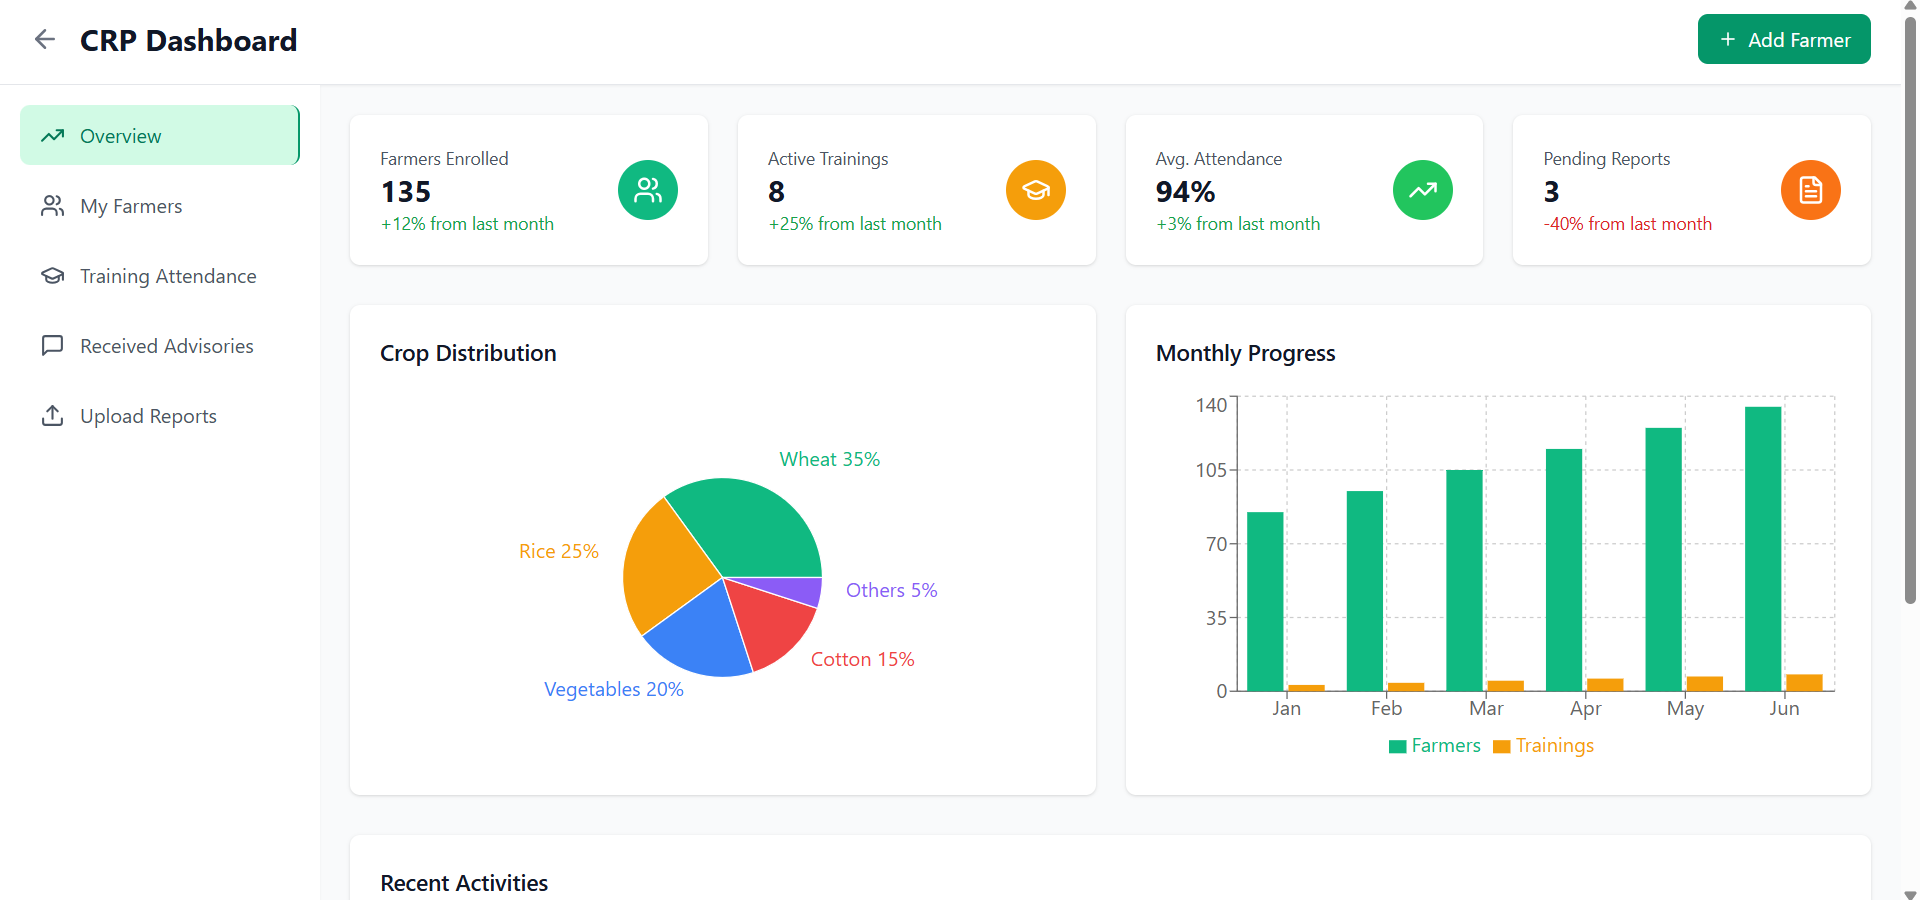 CRP Dashboard
Add Farmer
Overview
My Farmers
Training Attendance
Received Advisories
Upload Reports
Farmers Enrolled
135
+12% from last month
Active Trainings
8
+25% from last month
Avg. Attendance
94%
+3% from last month
Pending Reports
3
-40% from last month
Crop Distribution
Wheat 35%
Rice 25%
Others 5%
Cotton 15%
Vegetables 20%
Monthly Progress
140
105
70
35
0
Jan Feb Mar Apr May Jun
Farmers Trainings
Recent Activities